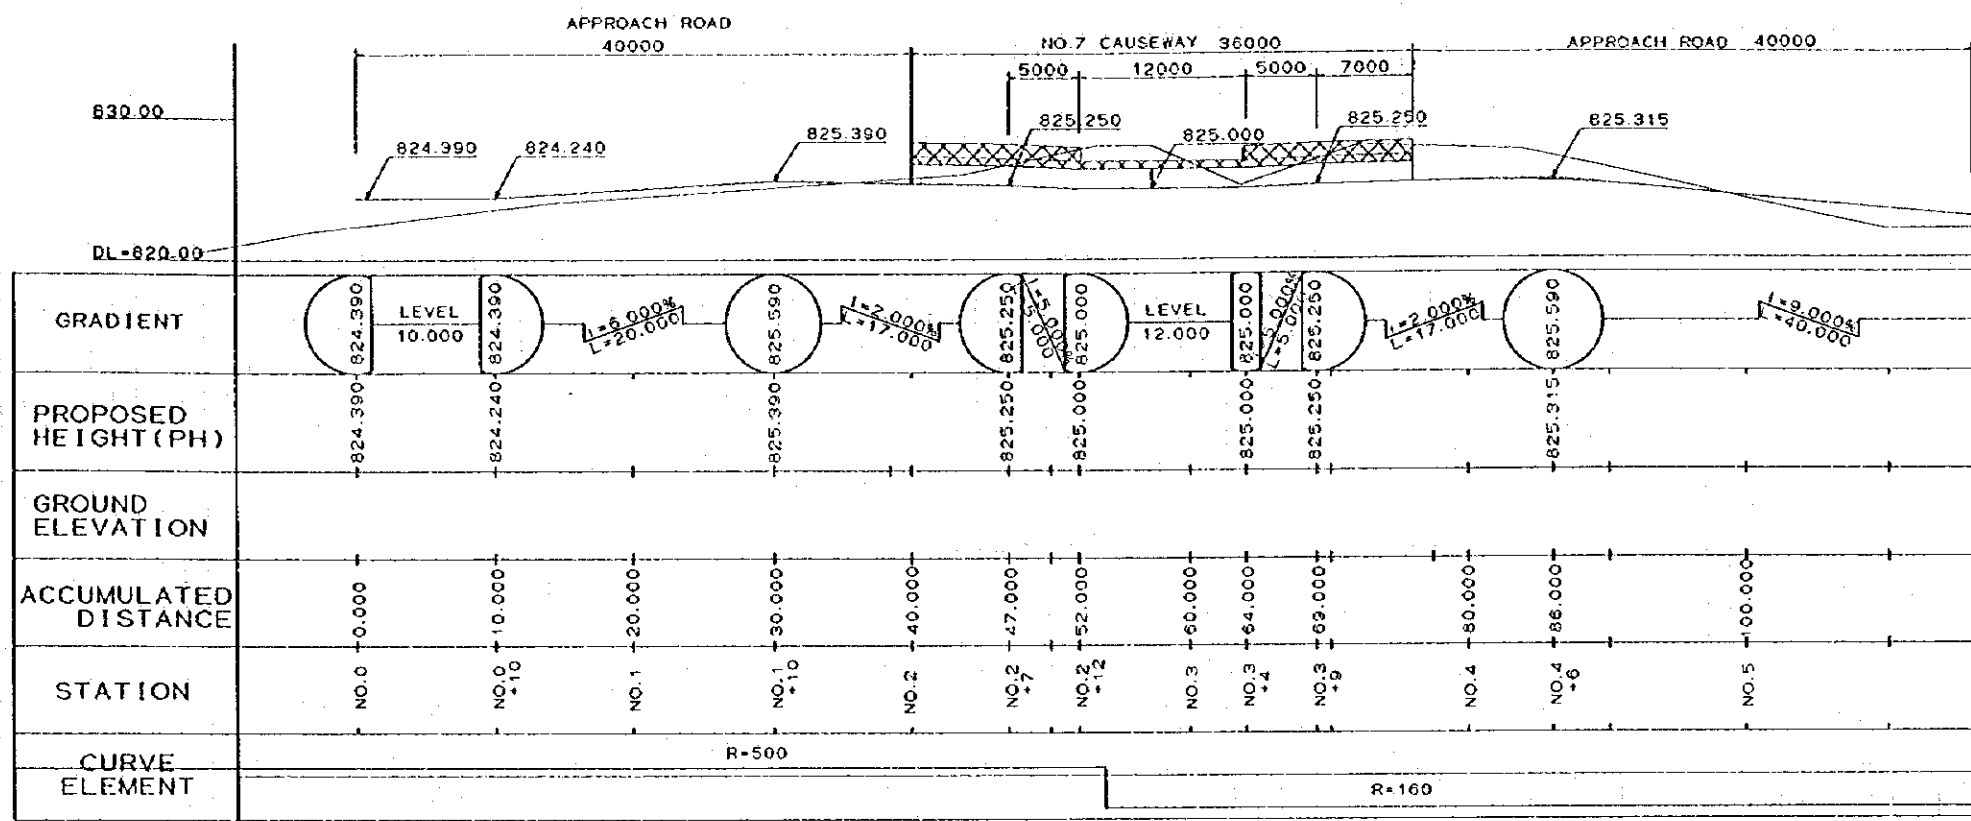 APPROACH ROAD
40000
NO.7 CAUSEWAY 36000
APPROACH ROAD 40000
5000 12000 5000 7000
830.00
824.390 824.240 825.390 825.250 825.000 825.250 825.315
DL=820.00
GRADIENT
824.390
LEVEL
10.000
824.390
i=6.000%
L=20.000
825.590
i=2.000%
L=17.000
825.250
i=5.000%
5.000
825.000
LEVEL
12.000
825.000
5.000%
L=5.000
825.250
i=2.000%
L=17.000
825.590
i=9.000%
L=40.000
PROPOSED
HEIGHT(PH)
824.390 824.240 825.390 825.250 825.000 825.000 825.250 825.315
GROUND
ELEVATION
ACCUMULATED
DISTANCE
0.000 10.000 20.000 30.000 40.000 47.000 52.000 60.000 64.000 69.000 80.000 86.000 100.000
STATION
NO.0
NO.0
+10
NO.1
NO.1
+10
NO.2
NO.2
+7
NO.2
+12
NO.3
NO.3
+4
NO.3
+9
NO.4
NO.4
+6
NO.5
CURVE
ELEMENT
R=500
R=160